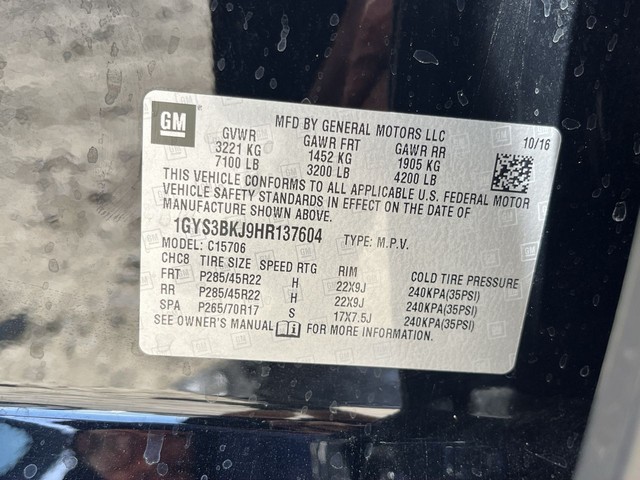 GM
MFD BY GENERAL MOTORS LLC
10/16
GVWR GAWR FRT GAWR RR
3221 KG 1452 KG 1905 KG
7100 LB 3200 LB 4200 LB
THIS VEHICLE CONFORMS TO ALL APPLICABLE U.S. FEDERAL MOTOR
VEHICLE SAFETY STANDARDS IN EFFECT ON THE DATE OF
MANUFACTURE SHOWN ABOVE.
1GYS3BKJ9HR137604 TYPE: M.P.V.
MODEL: C15706
CHC8 TIRE SIZE SPEED RTG RIM COLD TIRE PRESSURE
FRT P285/45R22 H 22X9J 240KPA(35PSI)
RR P285/45R22 H 22X9J 240KPA(35PSI)
SPA P265/70R17 S 17X7.5J 240KPA(35PSI)
SEE OWNER'S MANUAL FOR MORE INFORMATION.